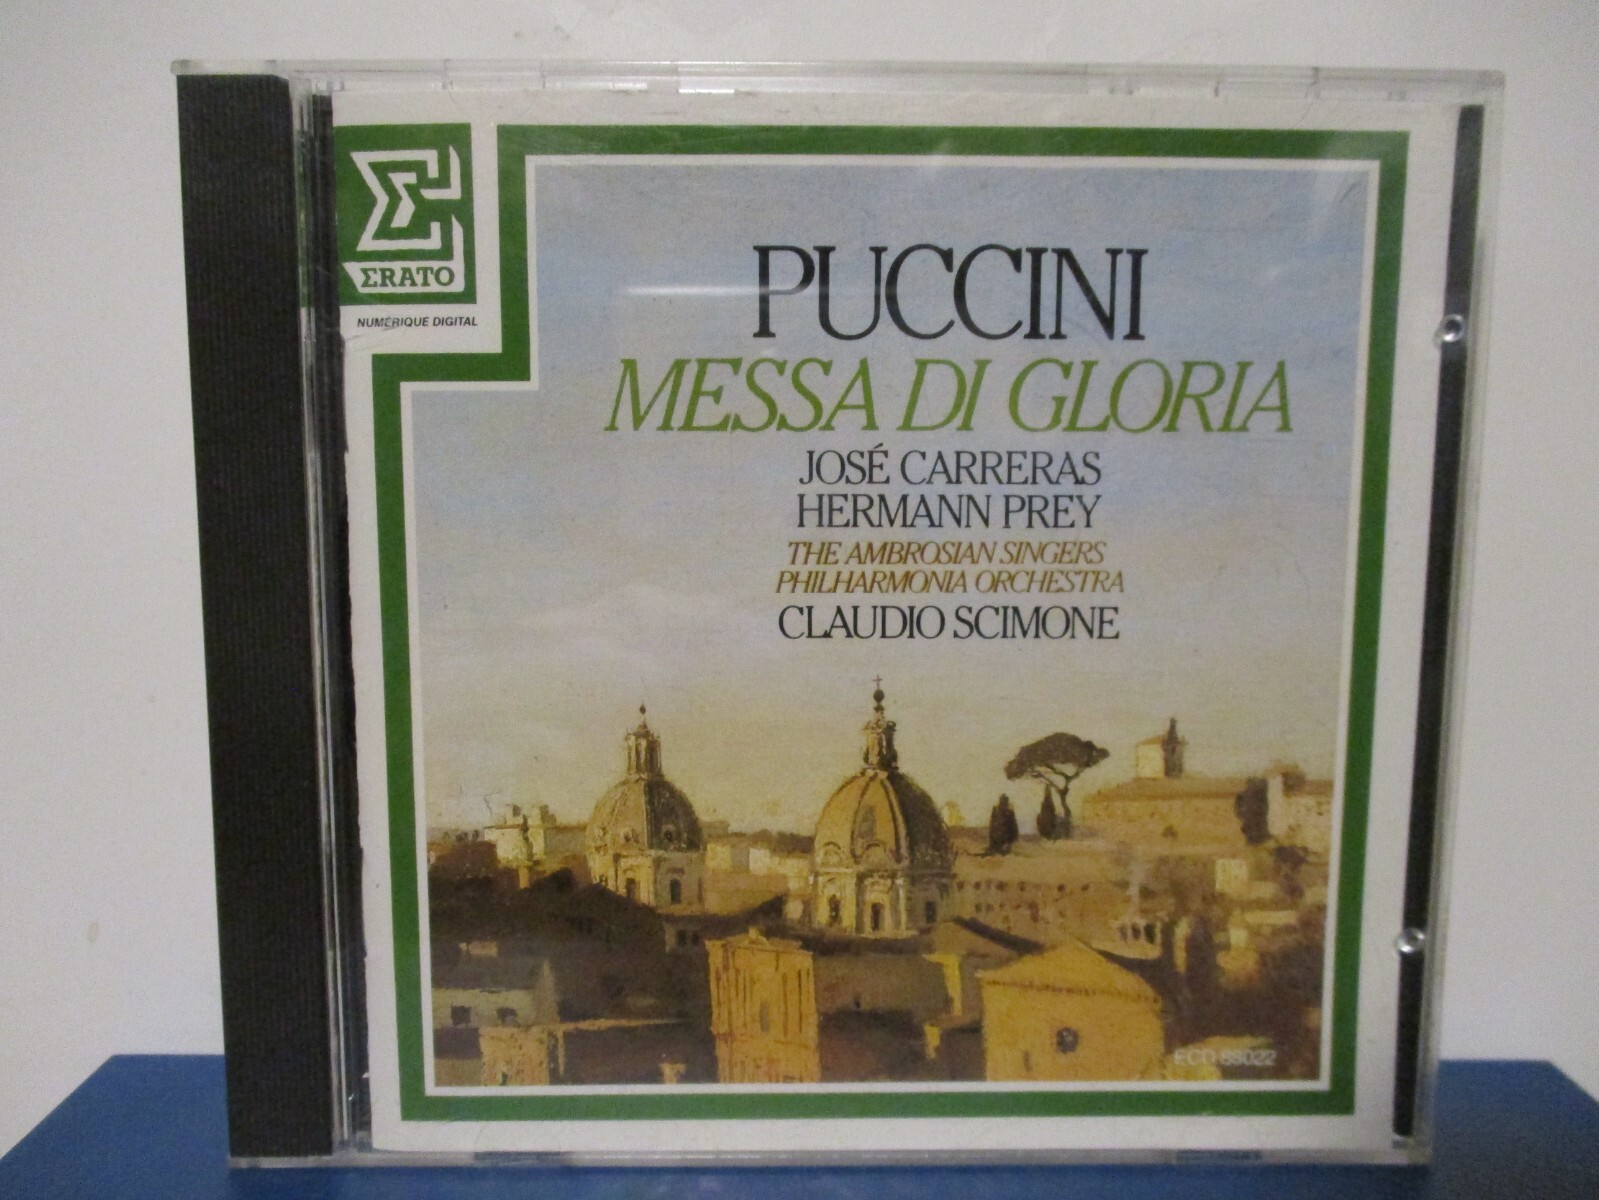 ΣRATO
NUMÉRIQUE DIGITAL
PUCCINI
MESSA DI GLORIA
JOSÉ CARRERAS
HERMANN PREY
THE AMBROSIAN SINGERS
PHILHARMONIA ORCHESTRA
CLAUDIO SCIMONE
ECD 88022